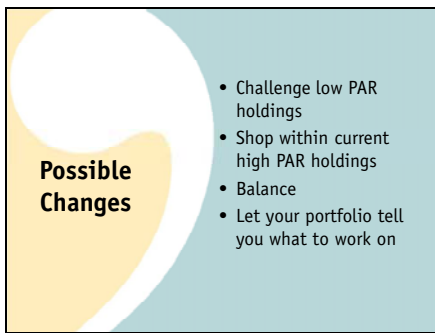 Possible
Changes
• Challenge low PAR
holdings
• Shop within current
high PAR holdings
• Balance
• Let your portfolio tell
you what to work on